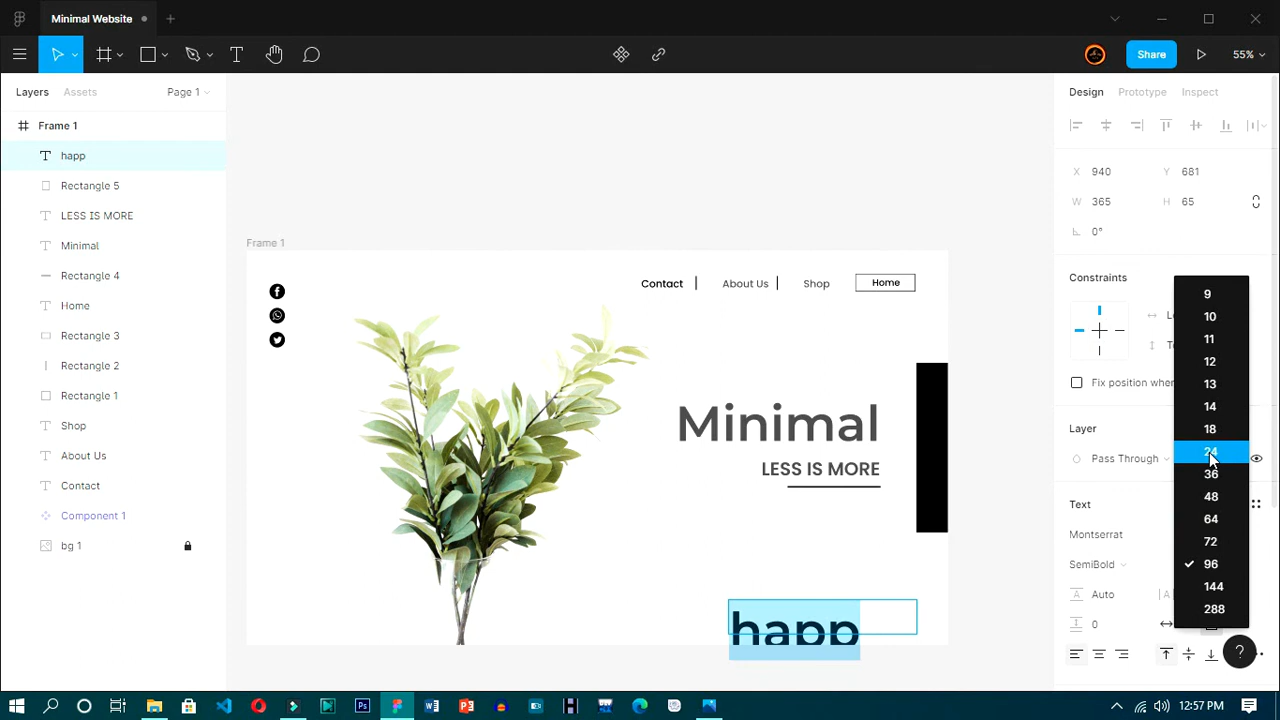 Minimal Website
Share
55%
Layers
Assets
Page 1
Design
Prototype
Inspect
Frame 1
happ
Rectangle 5
LESS IS MORE
Minimal
Rectangle 4
Home
Rectangle 3
Rectangle 2
Rectangle 1
Shop
About Us
Contact
Component 1
bg 1
Frame 1
Contact
About Us
Shop
Home
Minimal
LESS IS MORE
happ
X 940
Y 681
W 365
H 65
0°
Constraints
Fix position when
Layer
Pass Through
Text
Montserrat
SemiBold
Auto
0
9
10
11
12
13
14
18
24
36
48
64
72
96
144
288
?
12:57 PM